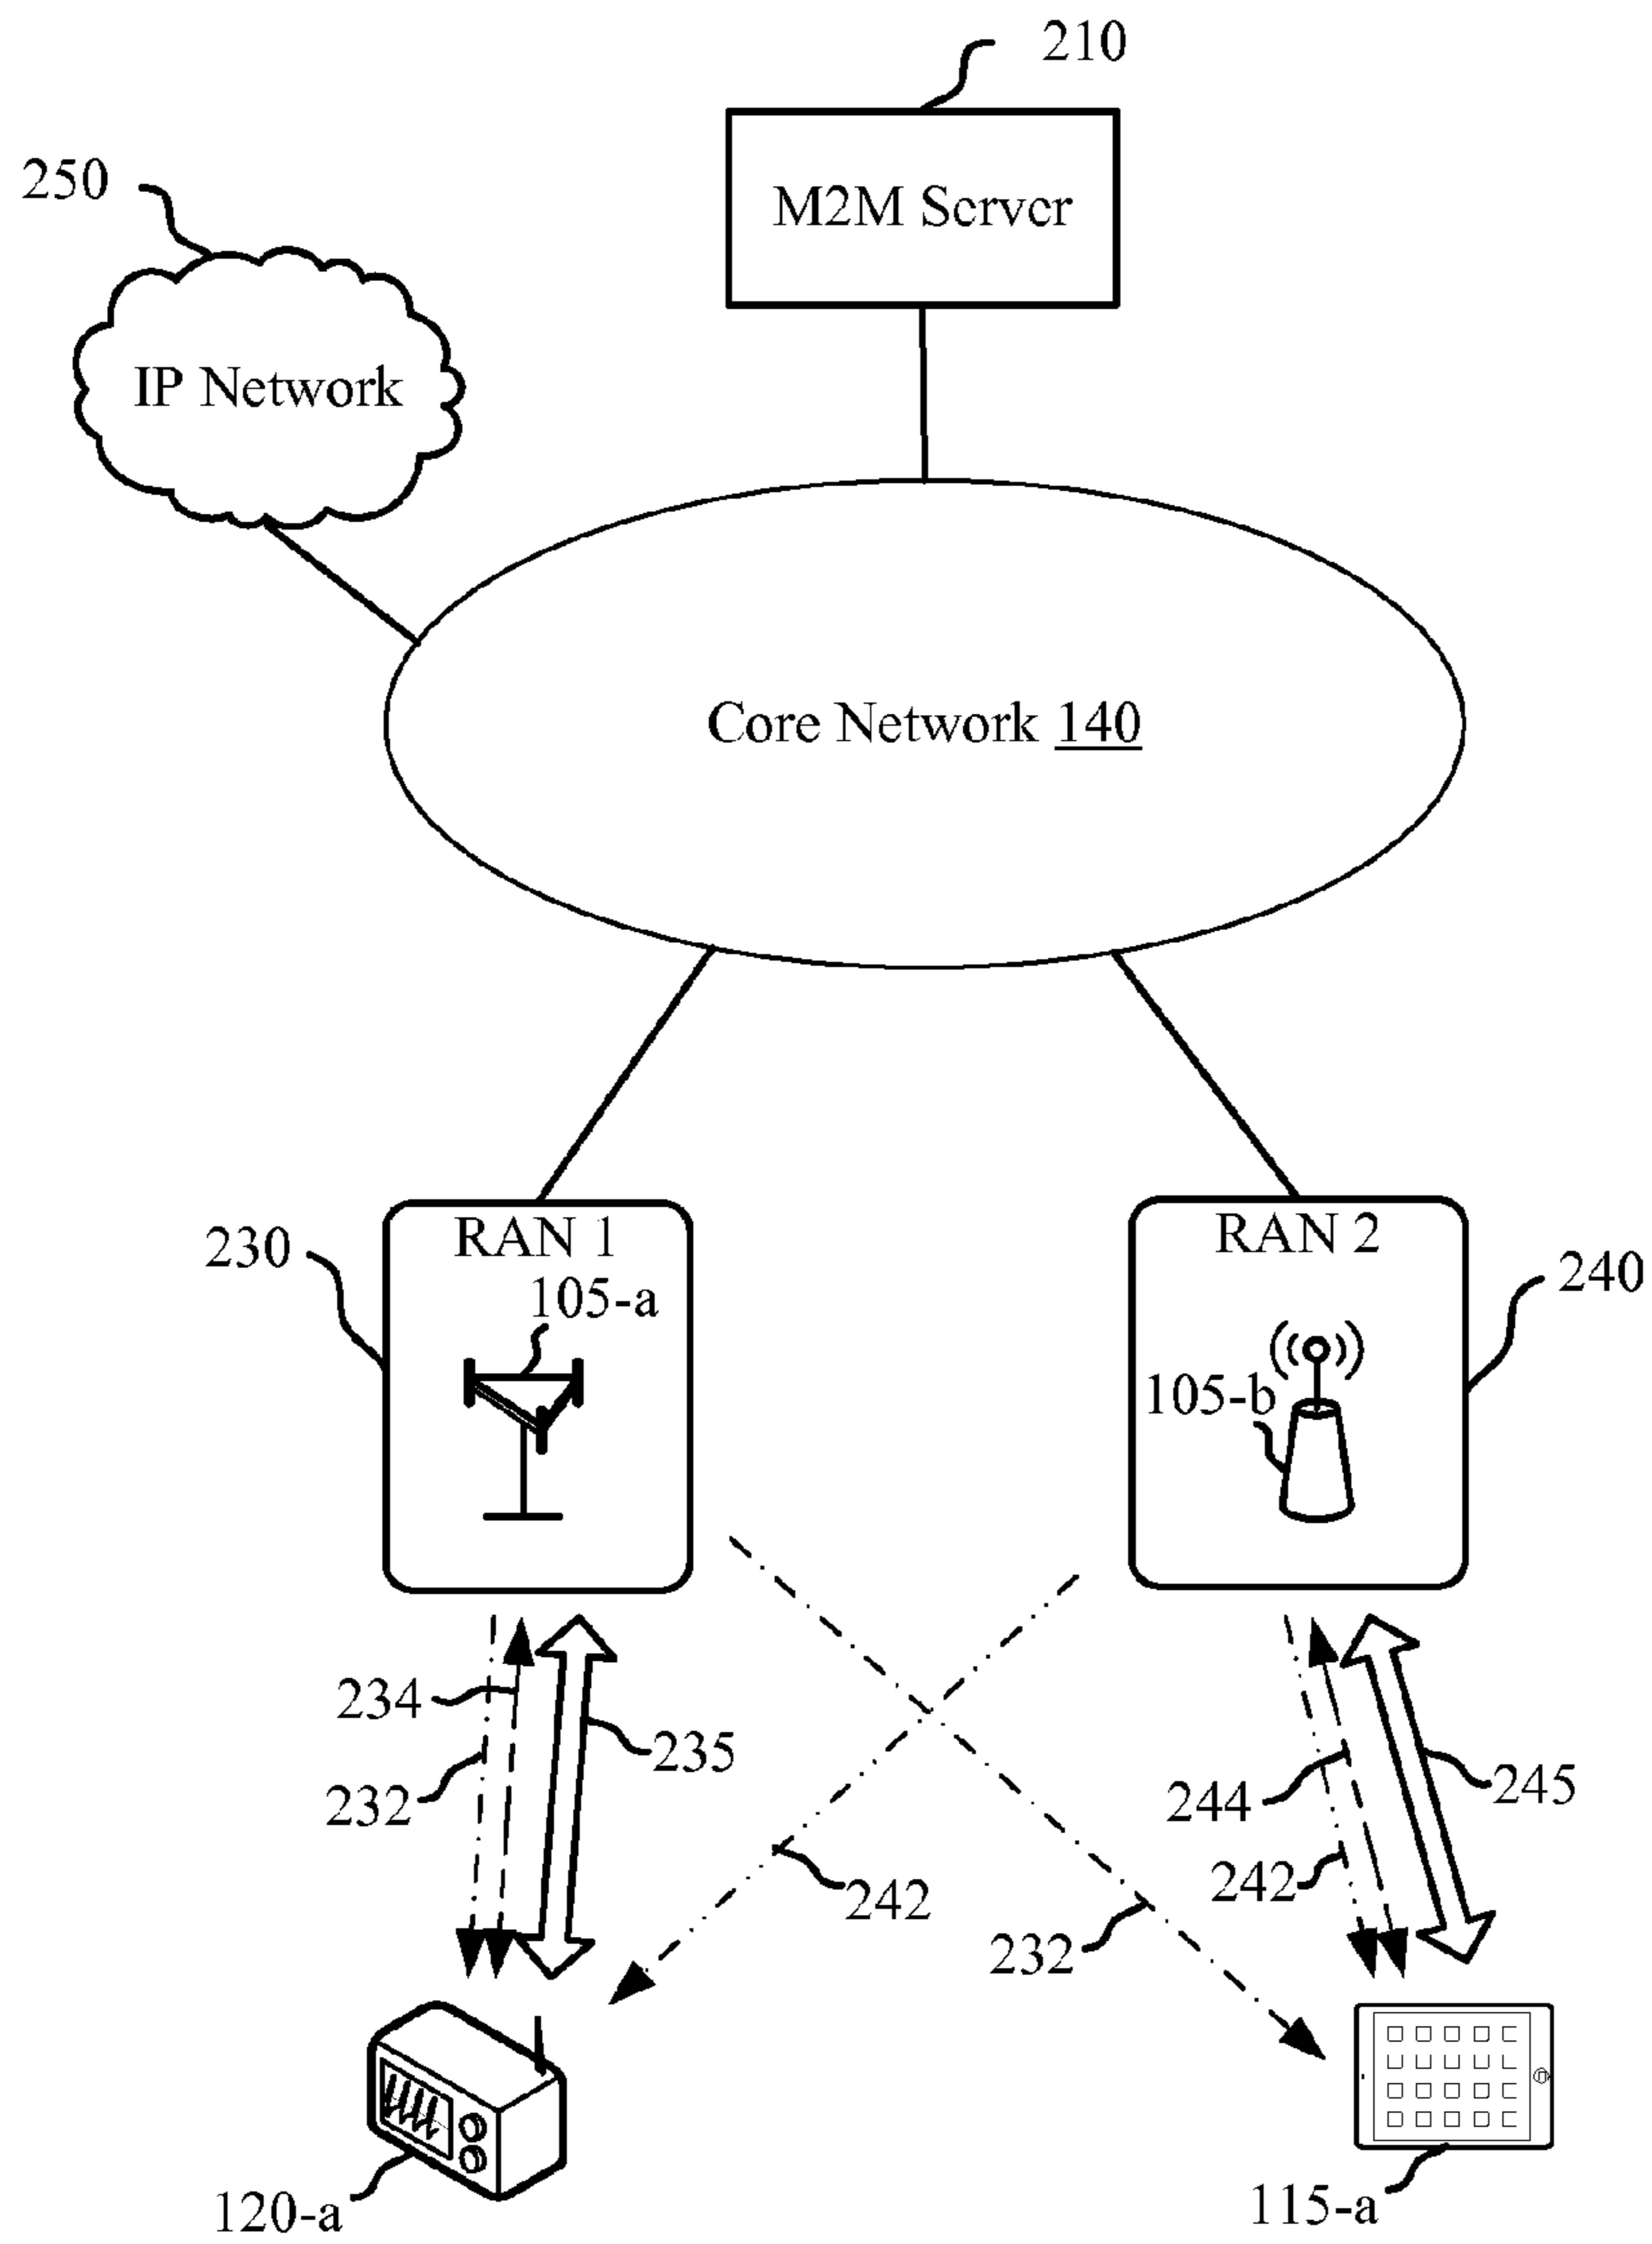 210
250
M2M Server
IP Network
Core Network 140
RAN 1
RAN 2
230
240
105-a
105-b
234
235
232
244
245
242
242
232
120-a
115-a